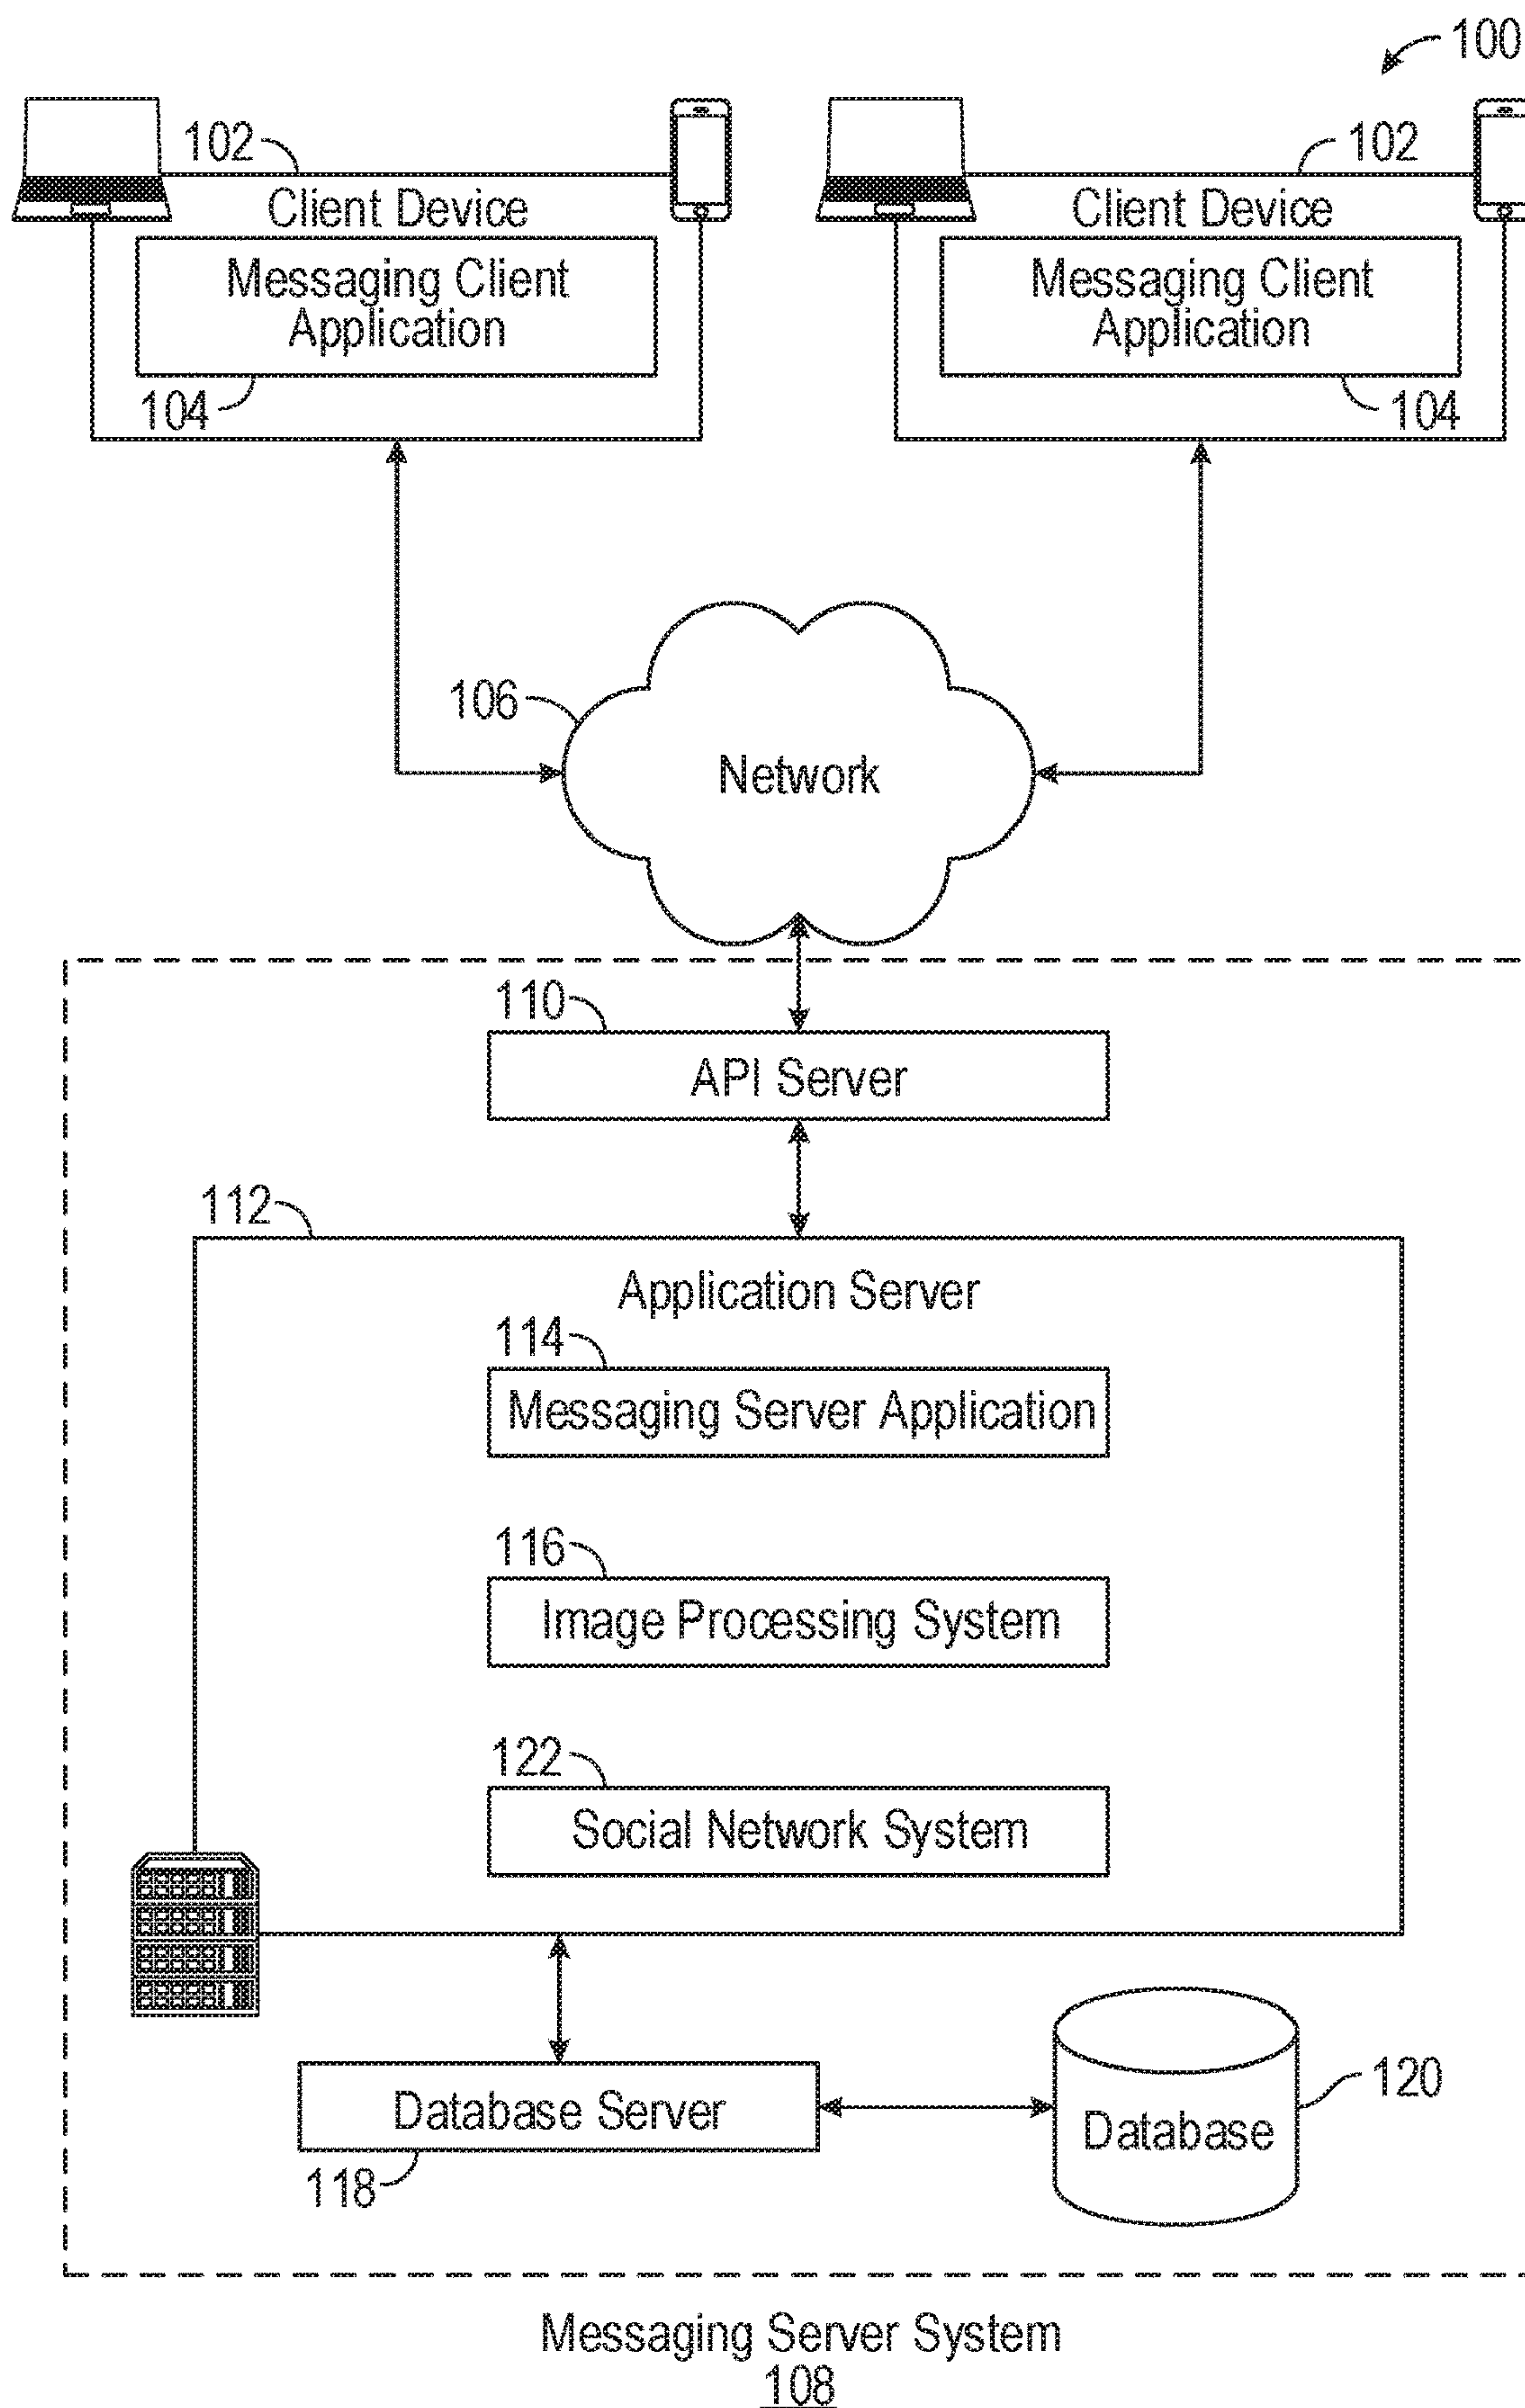 100
102
102
Client Device
Client Device
Messaging Client
Application
Messaging Client
Application
104
104
106
Network
110
API Server
112
Application Server
114
Messaging Server Application
116
Image Processing System
122
Social Network System
Database Server
118
Database
120
Messaging Server System
108